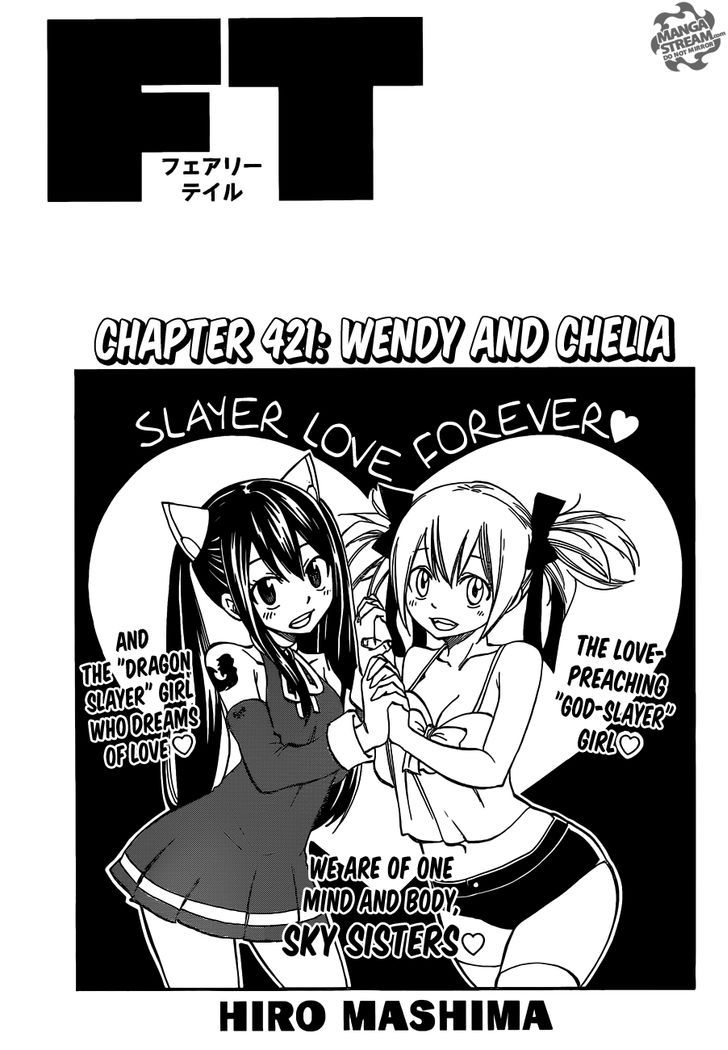 MANGA
STREAM.com
DO NOT MIRROR
FT
フェアリー
テイル
CHAPTER 421: WENDY AND CHELIA
SLAYER LOVE FOREVER♥
AND
THE "DRAGON
SLAYER" GIRL
WHO DREAMS
OF LOVE♡
THE LOVE-
PREACHING
"GOD-SLAYER"
GIRL♡
WE ARE OF ONE
MIND AND BODY,
SKY SISTERS♡
HIRO MASHIMA